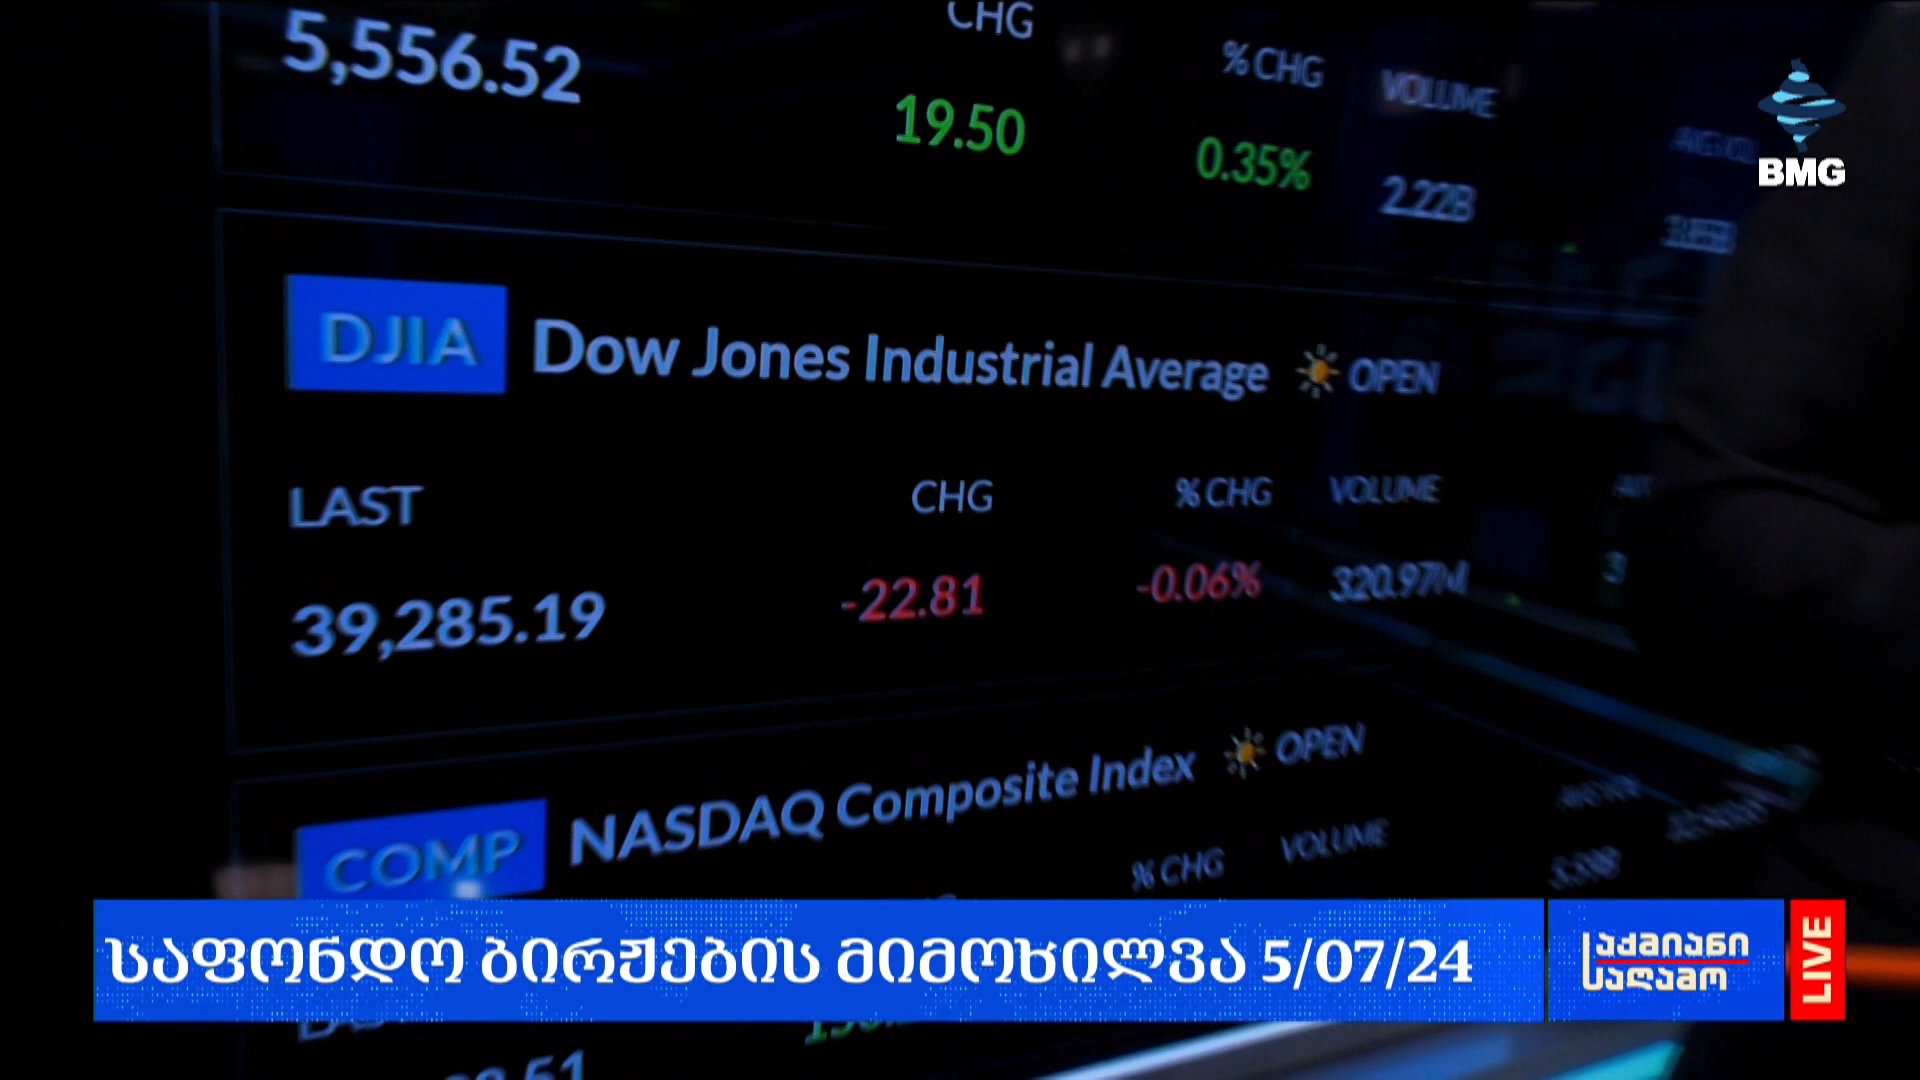 CHG
% CHG
VOLUME
5,556.52
19.50
0.35%
2.22B
BMG
DJIA
Dow Jones Industrial Average
OPEN
LAST
CHG
% CHG
VOLUME
39,285.19
-22.81
-0.06%
320.97M
COMP
NASDAQ Composite Index
OPEN
% CHG
VOLUME
საფონდო ბირჟების მიმოხილვა 5/07/24
საქმიანი
საღამო
LIVE